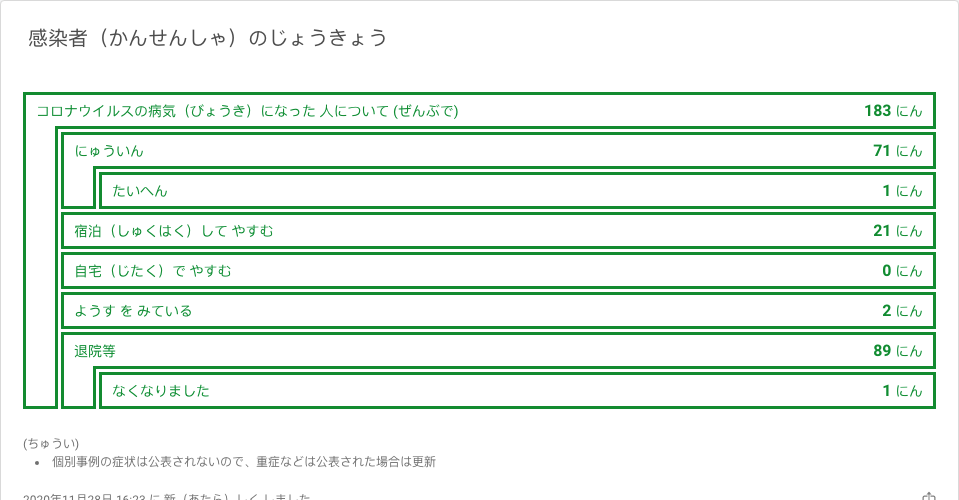 感染者（かんせんしゃ）のじょうきょう
コロナウイルスの病気（びょうき）になった 人について (ぜんぶで) 183 にん
にゅういん 71 にん
たいへん 1 にん
宿泊（しゅくはく）して やすむ 21 にん
自宅（じたく）で やすむ 0 にん
ようす を みている 2 にん
退院等 89 にん
なくなりました 1 にん
(ちゅうい)
• 個別事例の症状は公表されないので、重症などは公表された場合は更新
2020年11月28日 16:23 に 新（あたら）しく しました